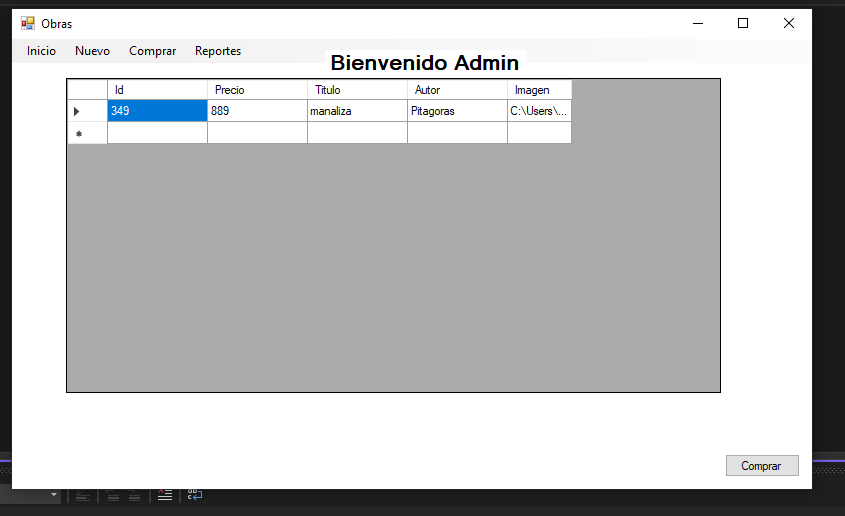 Obras
Inicio Nuevo Comprar Reportes
Bienvenido Admin
Id Precio Titulo Autor Imagen
349 889 manaliza Pitagoras C:\Users\...
Comprar